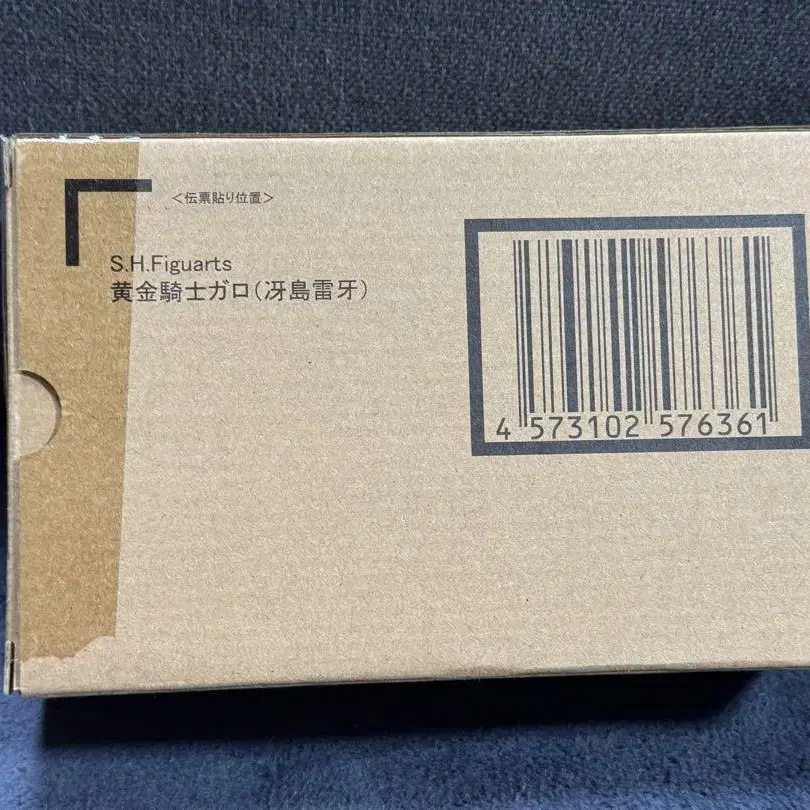 <伝票貼り位置>
S.H.Figuarts
黄金騎士ガロ(冴島雷牙)
4 573102 576361